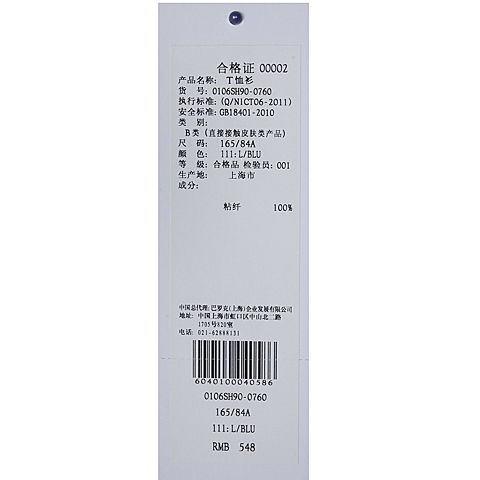 合格证 00002
产品名称: T恤衫
货 号: 0106SH90-0760
执行标准: (Q/NICT06-2011)
安全标准: GB18401-2010
类 别:
B类 (直接接触皮肤类产品)
尺 码: 165/84A
颜 色: 111: L/BLU
等 级: 合格品 检验员: 001
生产地: 上海市
成分:
粘纤 100%
中国总代理: 巴罗克(上海)企业发展有限公司
地址: 中国上海市虹口区中山北二路
1705号820室
电话: 021-62888131
6040100040586
0106SH90-0760
165/84A
111: L/BLU
RMB 548